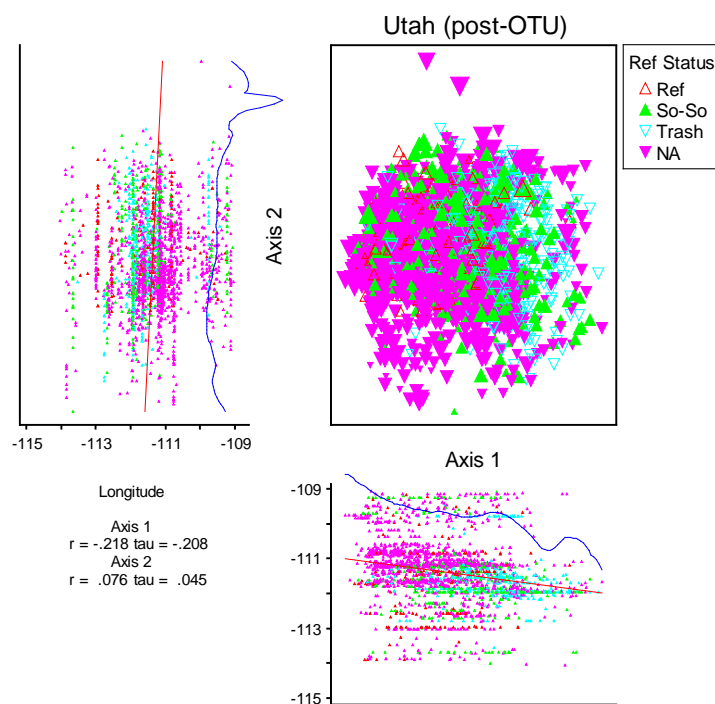 Utah (post-OTU)
Ref Status
Ref
So-So
Trash
NA
Axis 2
-115 -113 -111 -109
Axis 1
Longitude
Axis 1
r = -.218 tau = -.208
Axis 2
r = .076 tau = .045
-109
-111
-113
-115